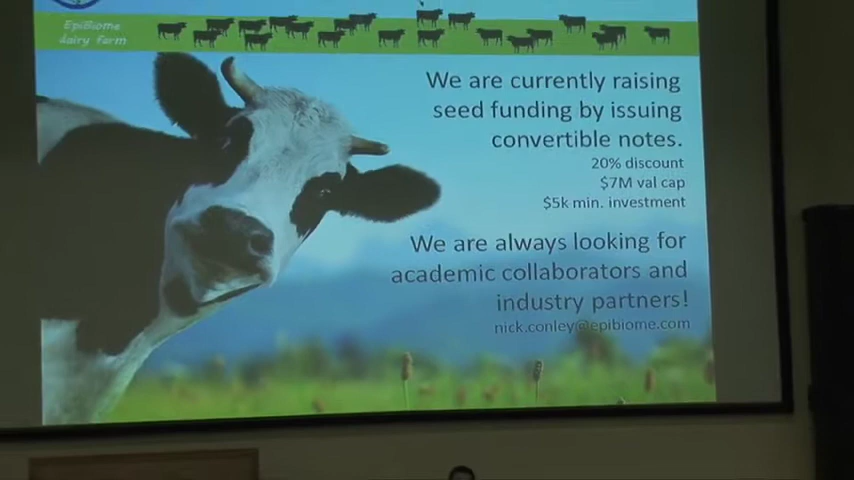 EpiBiome
dairy farm
We are currently raising
seed funding by issuing
convertible notes.
20% discount
$7M val cap
$5k min. investment
We are always looking for
academic collaborators and
industry partners!
nick.conley@epibiome.com